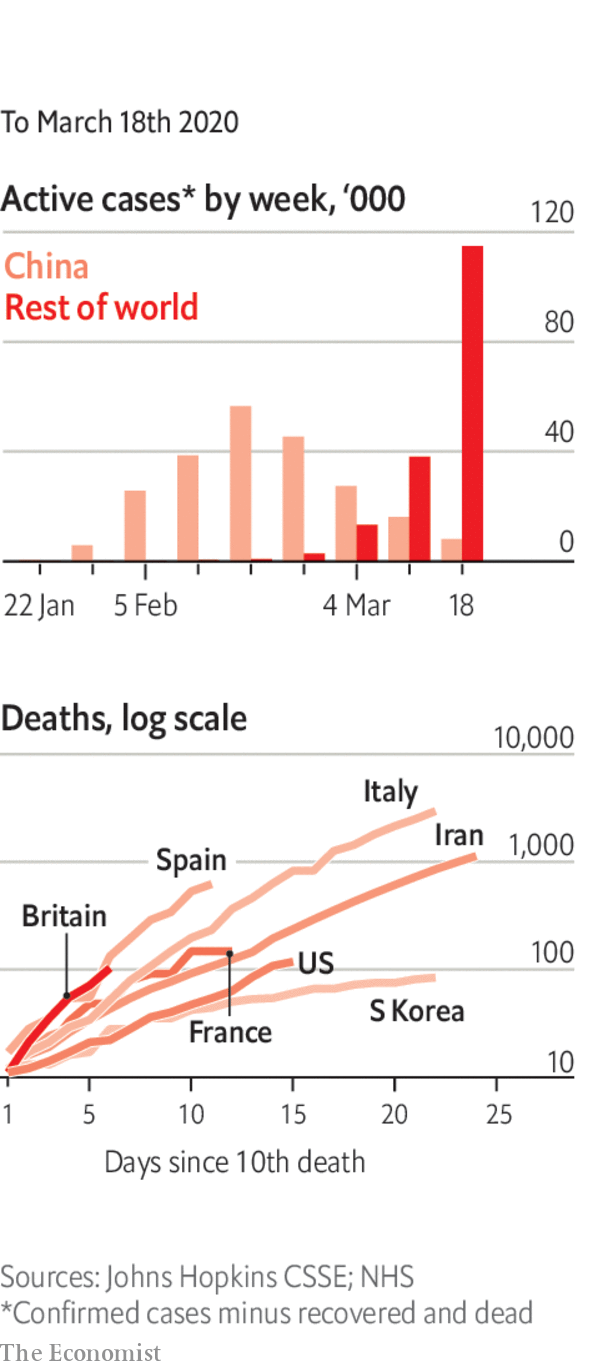 To March 18th 2020
Active cases* by week, ‘000
120
China
Rest of world
80
40
0
22 Jan 5 Feb 4 Mar 18
Deaths, log scale
10,000
Italy
Iran
1,000
Spain
Britain
100
US
S Korea
France
10
1 5 10 15 20 25
Days since 10th death
Sources: Johns Hopkins CSSE; NHS
*Confirmed cases minus recovered and dead
The Economist